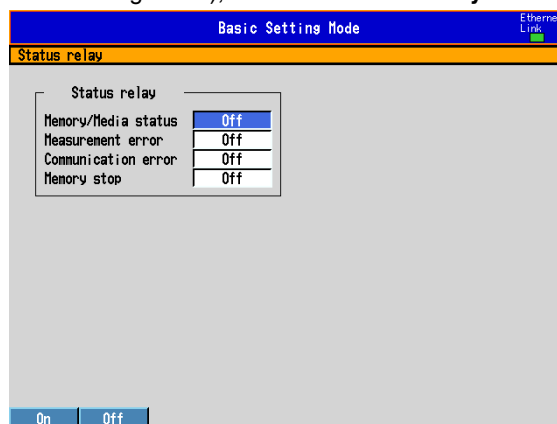 Basic Setting Mode
Etherne
Link
Status relay
Status relay
Memory/Media status Off
Measurement error Off
Communication error Off
Memory stop Off
On Off